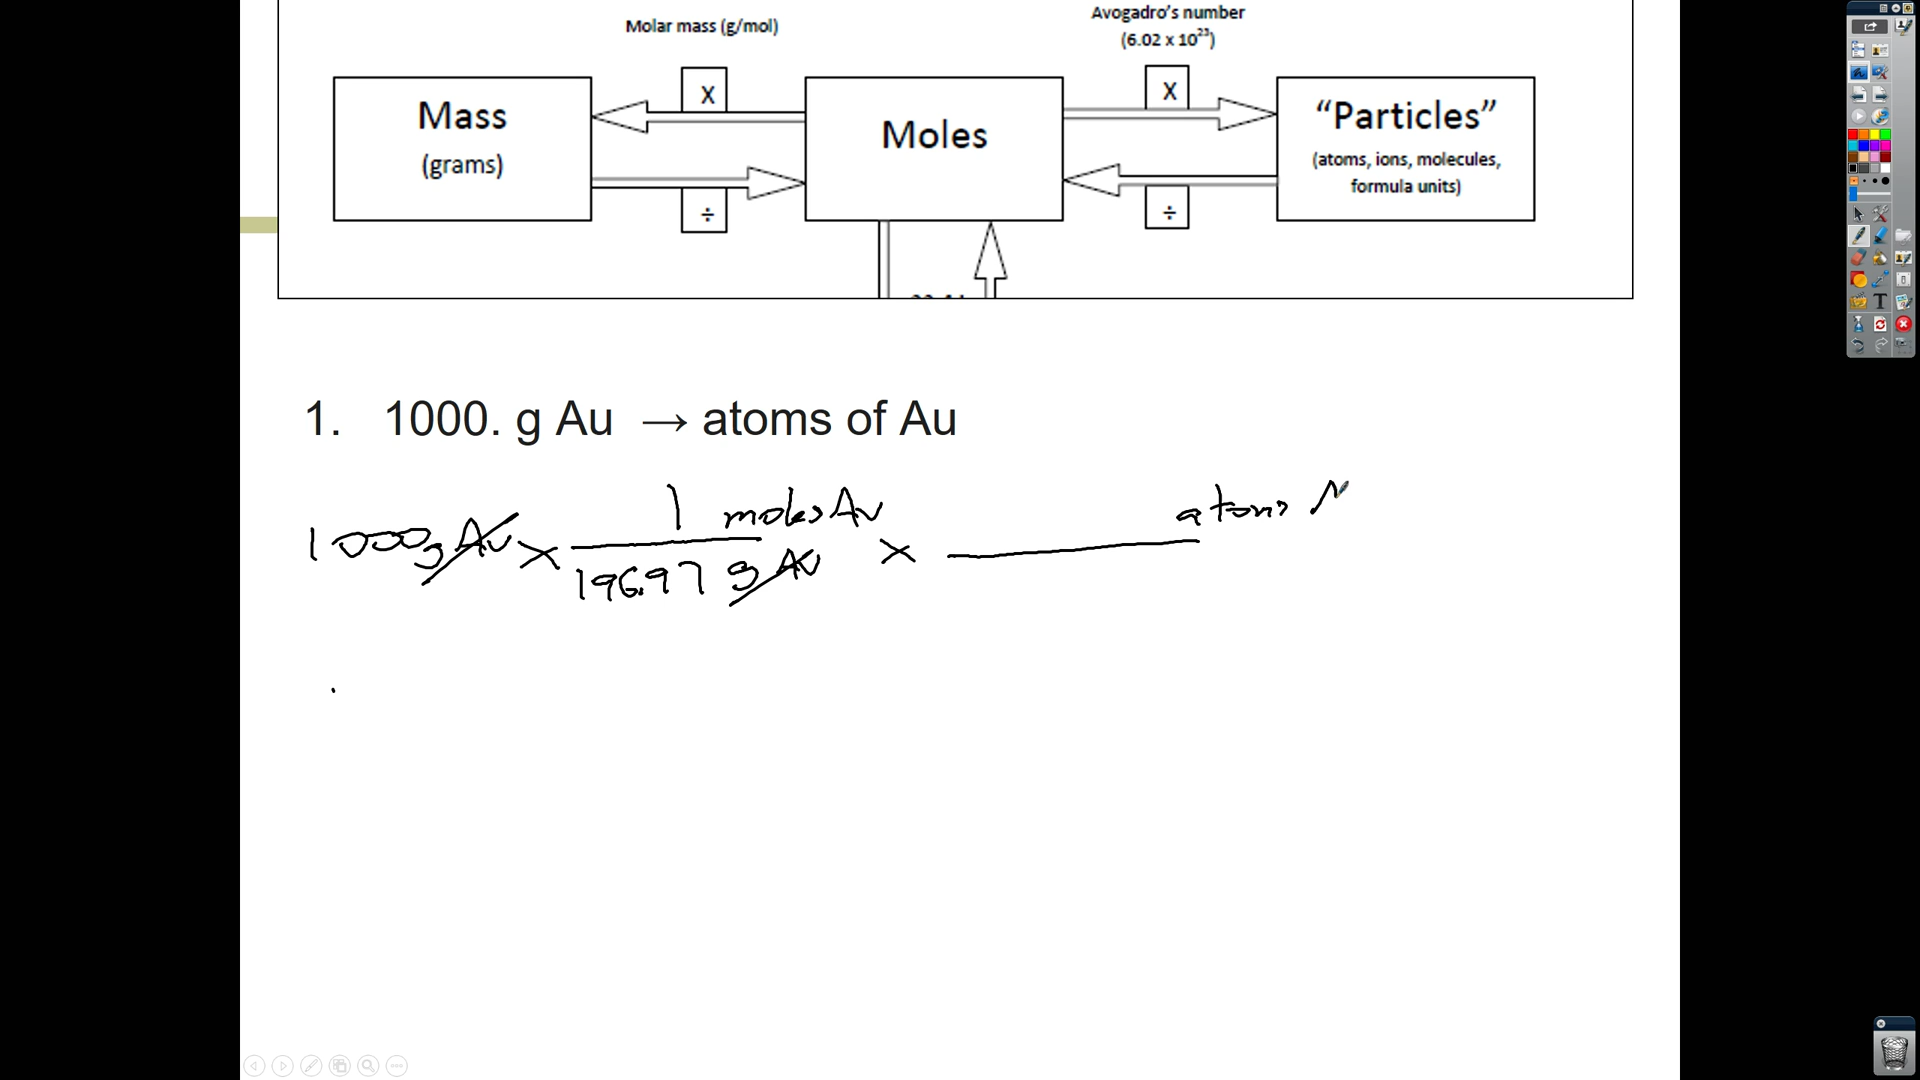 Molar mass (g/mol)
Avogadro's number
(6.02 x 10²³)
X
X
Mass
(grams)
Moles
“Particles”
(atoms, ions, molecules,
formula units)
÷
÷
1. 1000. g Au → atoms of Au
1 moles Au
atoms
1000g Au x
x
196.97 g Au